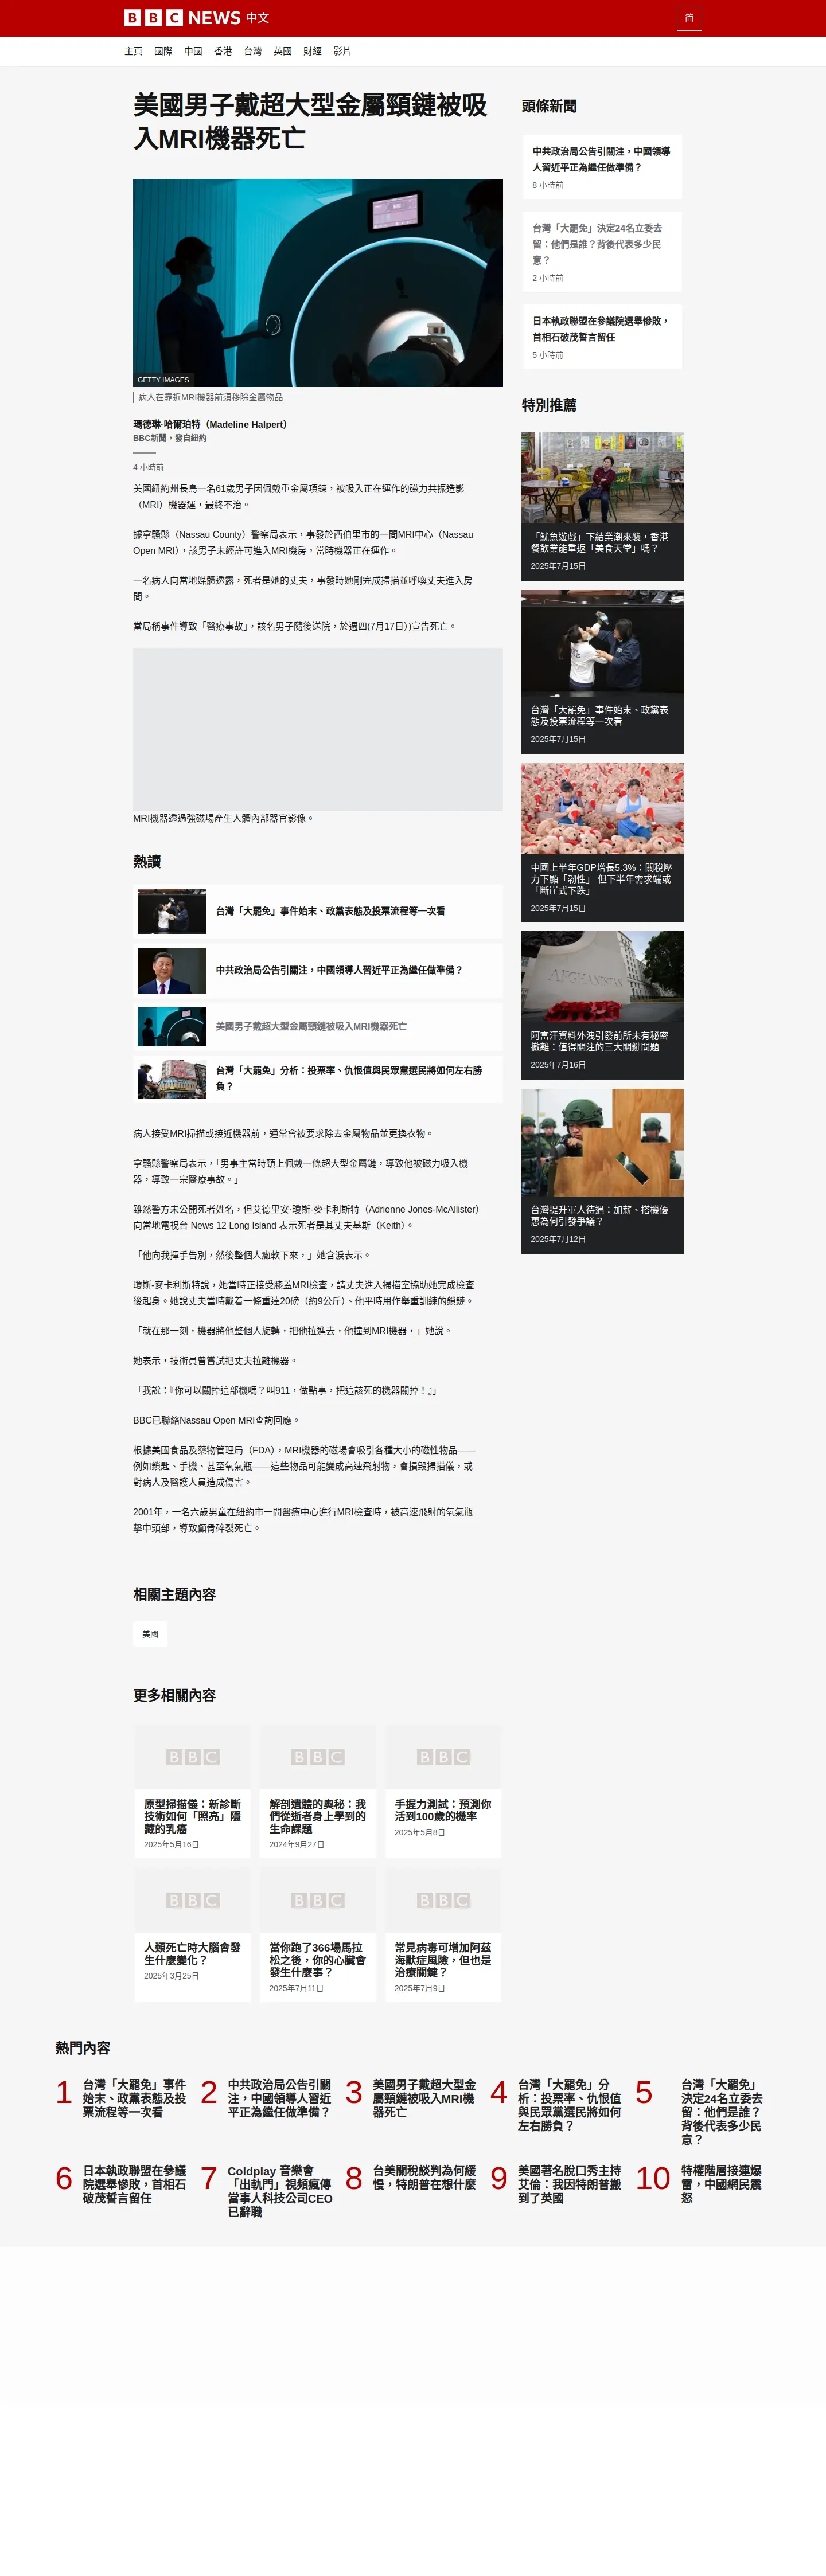 BBC NEWS 中文
简
主頁 國際 中國 香港 台灣 英國 財經 影片
美國男子戴超大型金屬頸鏈被吸
入MRI機器死亡
GETTY IMAGES
病人在靠近MRI機器前須移除金屬物品
瑪德琳·哈爾珀特（Madeline Halpert）
BBC新聞，發自紐約
4 小時前
美國紐約州長島一名61歲男子因佩戴重金屬項鍊，被吸入正在運作的磁力共振造影
（MRI）機器運，最終不治。
據拿騷縣（Nassau County）警察局表示，事發於西伯里市的一間MRI中心（Nassau
Open MRI），該男子未經許可進入MRI機房，當時機器正在運作。
一名病人向當地媒體透露，死者是她的丈夫，事發時她剛完成掃描並呼喚丈夫進入房
間。
當局稱事件導致「醫療事故」，該名男子隨後送院，於週四(7月17日）)宣告死亡。
MRI機器透過強磁場產生人體內部器官影像。
熱讀
台灣「大罷免」事件始末、政黨表態及投票流程等一次看
中共政治局公告引關注，中國領導人習近平正為繼任做準備？
美國男子戴超大型金屬頸鏈被吸入MRI機器死亡
台灣「大罷免」分析：投票率、仇恨值與民眾黨選民將如何左右勝
負？
病人接受MRI掃描或接近機器前，通常會被要求除去金屬物品並更換衣物。
拿騷縣警察局表示，「男事主當時頸上佩戴一條超大型金屬鏈，導致他被磁力吸入機
器，導致一宗醫療事故。」
雖然警方未公開死者姓名，但艾德里安·瓊斯-麥卡利斯特（Adrienne Jones-McAllister）
向當地電視台 News 12 Long Island 表示死者是其丈夫基斯（Keith）。
「他向我揮手告別，然後整個人癱軟下來，」她含淚表示。
瓊斯-麥卡利斯特說，她當時正接受膝蓋MRI檢查，請丈夫進入掃描室協助她完成檢查
後起身。她說丈夫當時戴着一條重達20磅（約9公斤）、他平時用作舉重訓練的鎖鏈。
「就在那一刻，機器將他整個人旋轉，把他拉進去，他撞到MRI機器，」她說。
她表示，技術員曾嘗試把丈夫拉離機器。
「我說：『你可以關掉這部機嗎？叫911，做點事，把這該死的機器關掉！』」
BBC已聯絡Nassau Open MRI查詢回應。
根據美國食品及藥物管理局（FDA），MRI機器的磁場會吸引各種大小的磁性物品——
例如鎖匙、手機、甚至氧氣瓶——這些物品可能變成高速飛射物，會損毀掃描儀，或
對病人及醫護人員造成傷害。
2001年，一名六歲男童在紐約市一間醫療中心進行MRI檢查時，被高速飛射的氧氣瓶
擊中頭部，導致顱骨碎裂死亡。
相關主題內容
美國
更多相關內容
BBC
BBC
BBC
原型掃描儀：新診斷
技術如何「照亮」隱
藏的乳癌
2025年5月16日
解剖遺體的奧秘：我
們從逝者身上學到的
生命課題
2024年9月27日
手握力測試：預測你
活到100歲的機率
2025年5月8日
BBC
BBC
BBC
人類死亡時大腦會發
生什麼變化？
2025年3月25日
當你跑了366場馬拉
松之後，你的心臟會
發生什麼事？
2025年7月11日
常見病毒可增加阿茲
海默症風險，但也是
治療關鍵？
2025年7月9日
頭條新聞
中共政治局公告引關注，中國領導
人習近平正為繼任做準備？
8 小時前
台灣「大罷免」決定24名立委去
留：他們是誰？背後代表多少民
意？
2 小時前
日本執政聯盟在參議院選舉慘敗，
首相石破茂誓言留任
5 小時前
特別推薦
「魷魚遊戲」下結業潮來襲，香港
餐飲業能重返「美食天堂」嗎？
2025年7月15日
台灣「大罷免」事件始末、政黨表
態及投票流程等一次看
2025年7月15日
中國上半年GDP增長5.3%：關稅壓
力下顯「韌性」 但下半年需求端或
「斷崖式下跌」
2025年7月15日
AFGHANISTAN
阿富汗資料外洩引發前所未有秘密
撤離：值得關注的三大關鍵問題
2025年7月16日
台灣提升軍人待遇：加薪、搭機優
惠為何引發爭議？
2025年7月12日
熱門內容
1
台灣「大罷免」事件
始末、政黨表態及投
票流程等一次看
2
中共政治局公告引關
注，中國領導人習近
平正為繼任做準備？
3
美國男子戴超大型金
屬頸鏈被吸入MRI機
器死亡
4
台灣「大罷免」分
析：投票率、仇恨值
與民眾黨選民將如何
左右勝負？
5
台灣「大罷免」
決定24名立委去
留：他們是誰？
背後代表多少民
意？
6
日本執政聯盟在參議
院選舉慘敗，首相石
破茂誓言留任
7
Coldplay 音樂會
「出軌門」視頻瘋傳
當事人科技公司CEO
已辭職
8
台美關稅談判為何緩
慢，特朗普在想什麼
9
美國著名脫口秀主持
艾倫：我因特朗普搬
到了英國
10
特權階層接連爆
雷，中國網民震
怒